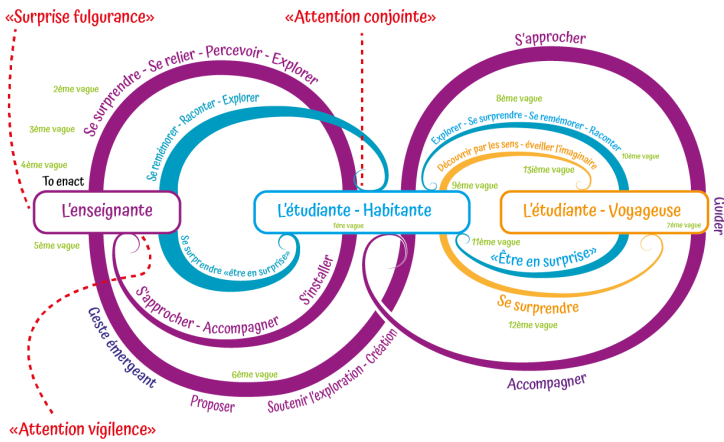 «Surprise fulgurance»
«Attention conjointe»
S'approcher
Se surprendre - Se relier - Percevoir - Explorer
2ème vague
8ème vague
Se remémorer - Raconter - Explorer
3ème vague
Explorer - Se surprendre - Se remémorer - Raconter
Découvrir par les sens - éveiller l'imaginaire
10ème vague
4ème vague
13ième vague
To enact
9ème vague
L'enseignante
L'étudiante - Habitante
1ère vague
L'étudiante - Voyageuse
7ème vague
Guider
5ème vague
Se surprendre «être en surprise»
11ième vague
«Être en surprise»
S'installer
S'approcher - Accompagner
Se surprendre
12ème vague
Geste émergeant
6ème vague
Proposer
Soutenir l'exploration - Création
Accompagner
«Attention vigilence»